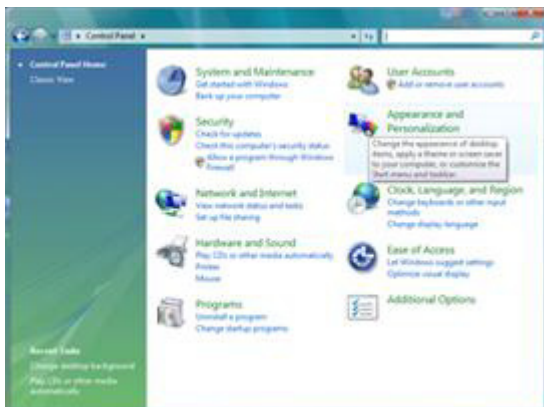 Control Panel
Control Panel Home
Classic View
System and Maintenance
Get started with Windows
Back up your computer
Security
Check for updates
Check this computer's security status
Allow a program through Windows
Firewall
Network and Internet
View network status and tasks
Set up file sharing
Hardware and Sound
Play CDs or other media automatically
Printer
Mouse
Programs
Uninstall a program
Change startup programs
User Accounts
Add or remove user accounts
Appearance and
Personalization
Change the appearance of desktop
items, apply a theme or screen saver
to your computer, or customize the
Start menu and taskbar.
Clock, Language, and Region
Change keyboards or other input
methods
Change display language
Ease of Access
Let Windows suggest settings
Optimize visual display
Additional Options
Recent Tasks
Change desktop background
Play CDs or other media
automatically